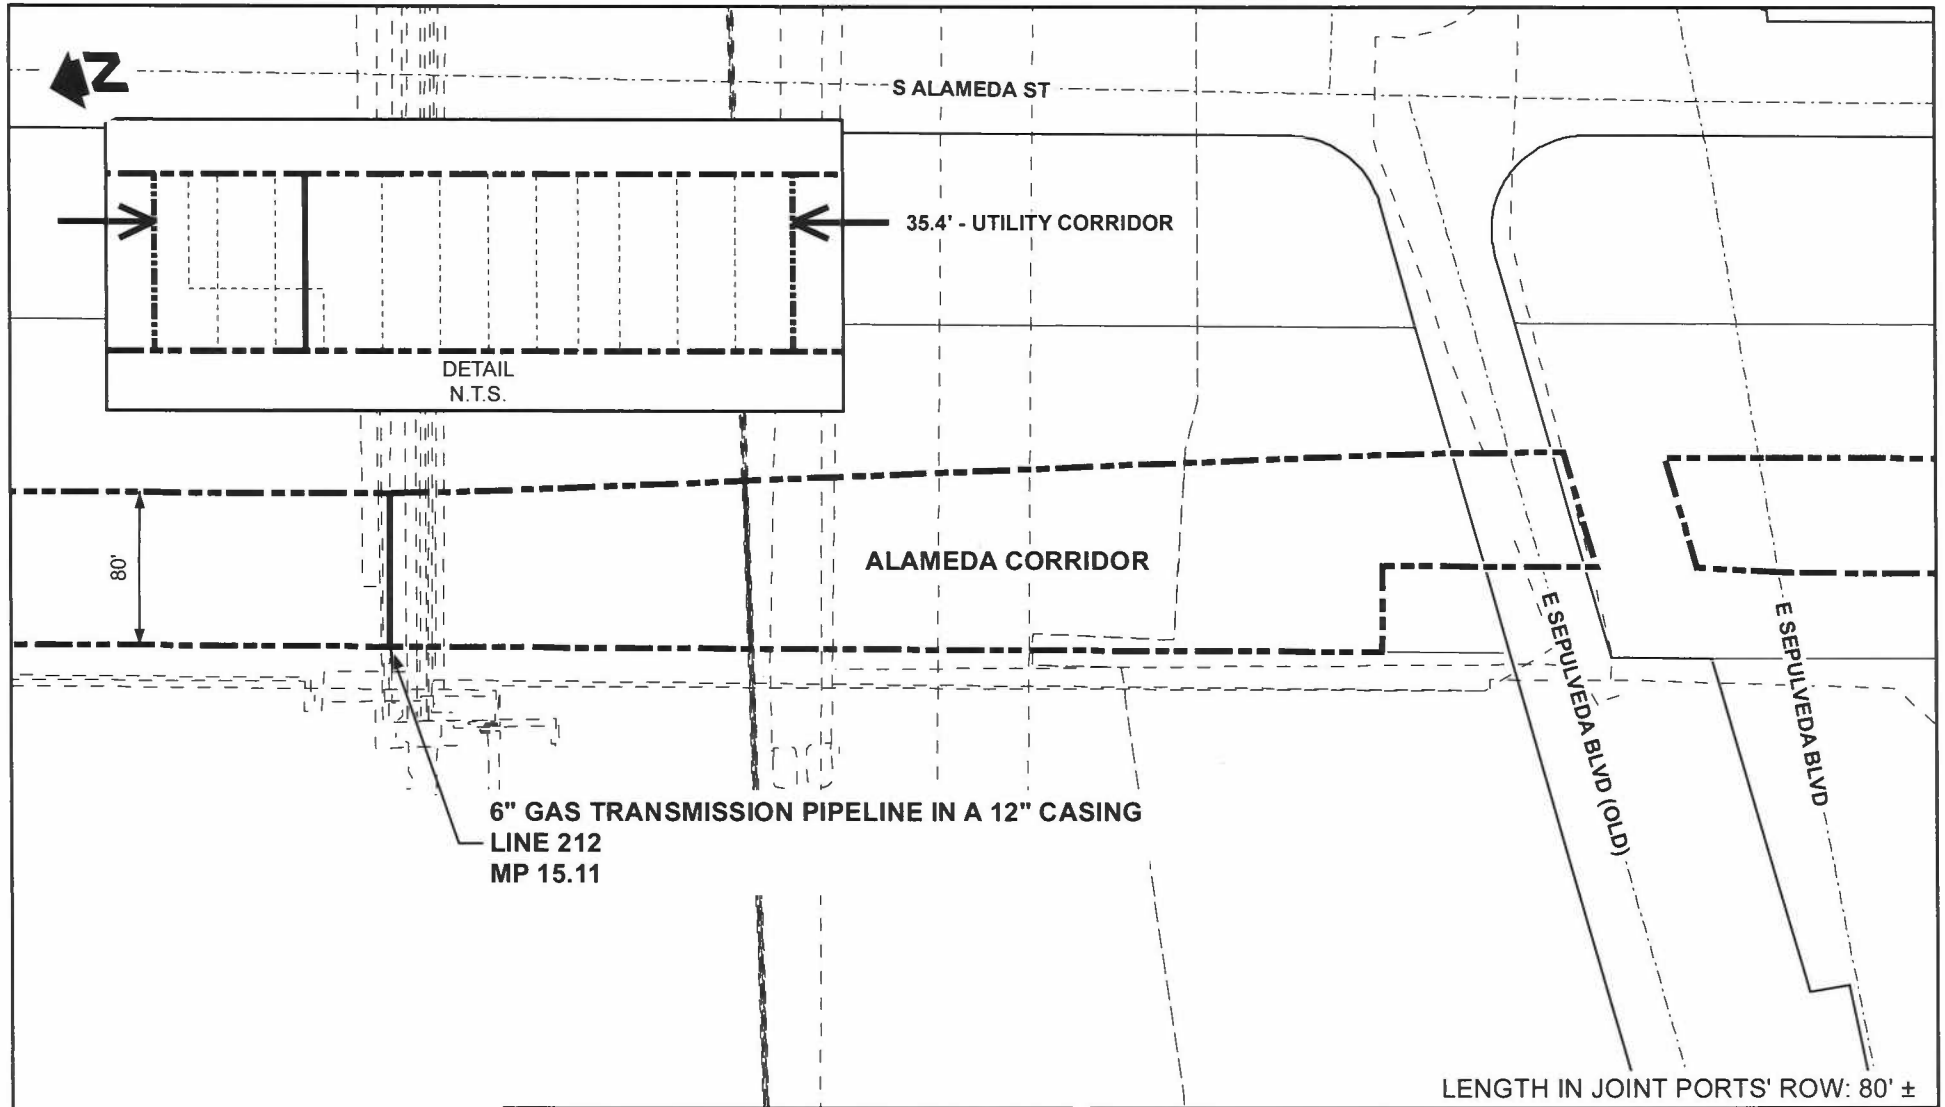 N
S ALAMEDA ST
35.4' - UTILITY CORRIDOR
DETAIL
N.T.S.
80'
ALAMEDA CORRIDOR
E SEPULVEDA BLVD (OLD)
E SEPULVEDA BLVD
6" GAS TRANSMISSION PIPELINE IN A 12" CASING
LINE 212
MP 15.11
LENGTH IN JOINT PORTS' ROW: 80' ±